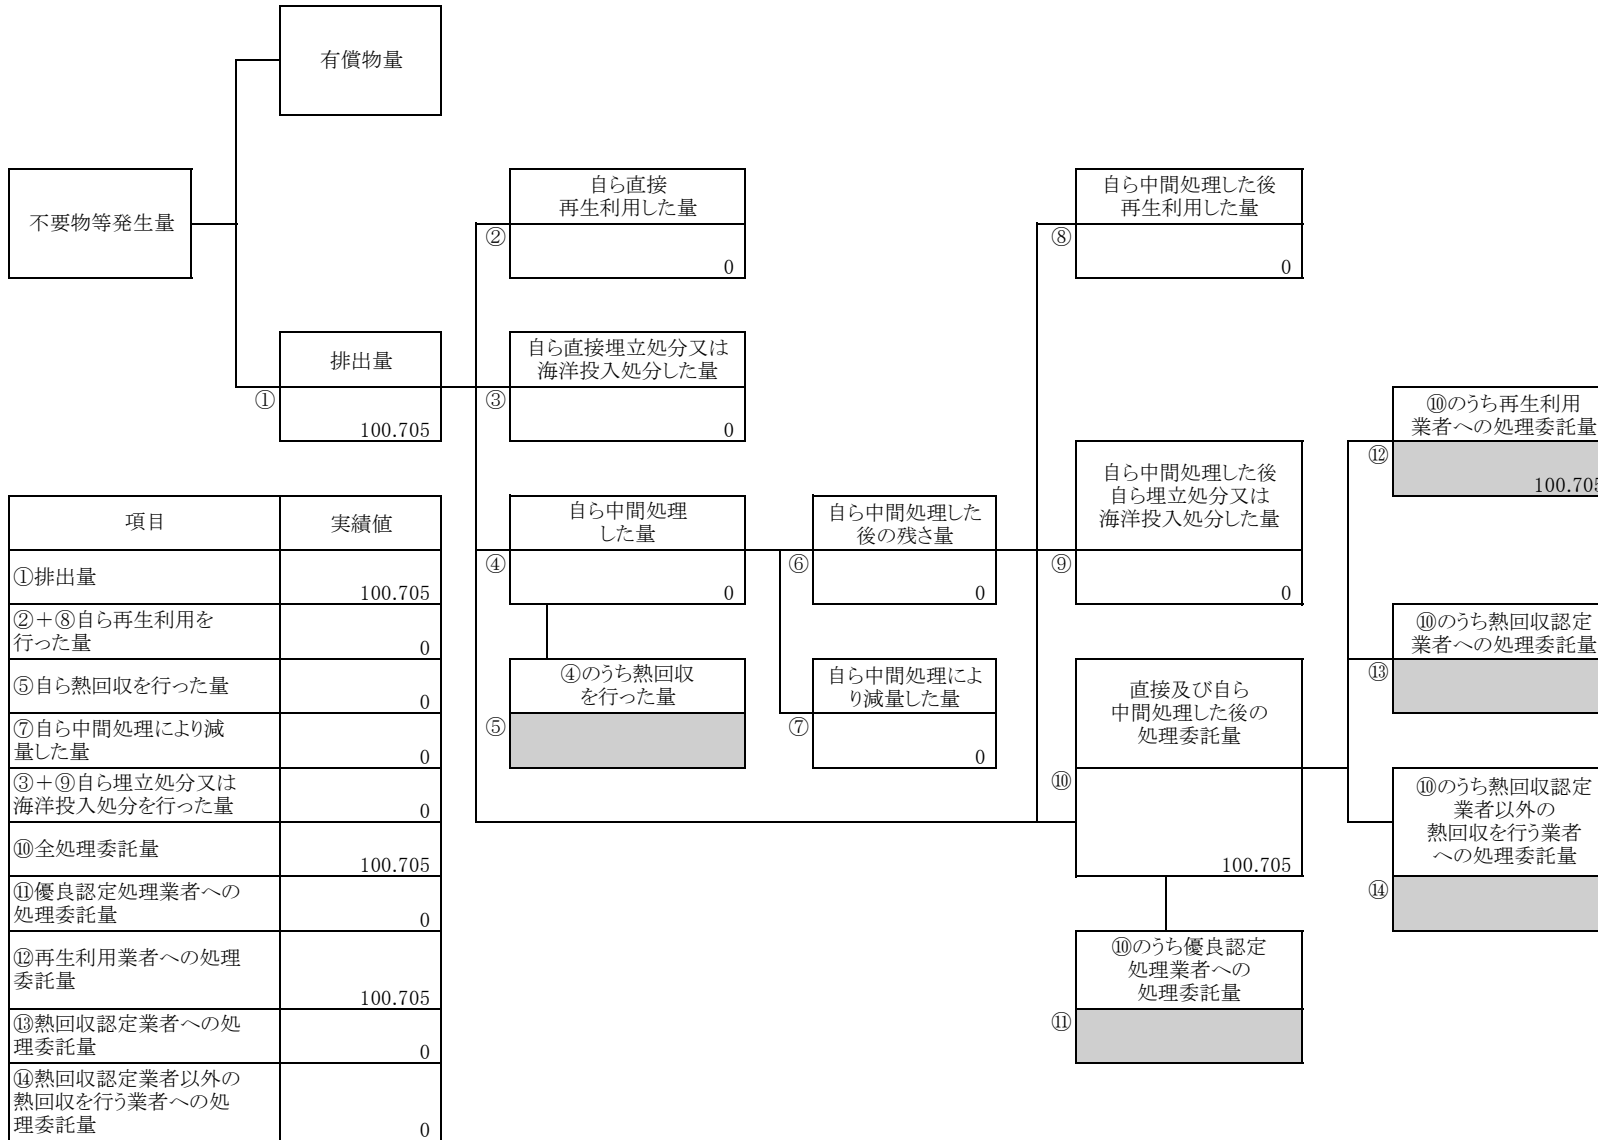 有償物量
不要物等発生量
自ら直接
再生利用した量
②
0
自ら中間処理した後
再生利用した量
⑧
0
排出量
①
100.705
自ら直接埋立処分又は
海洋投入処分した量
③
0
⑩のうち再生利用
業者への処理委託量
⑫
100.705
自ら中間処理
した量
④
0
自ら中間処理した
後の残さ量
⑥
0
自ら中間処理した後
自ら埋立処分又は
海洋投入処分した量
⑨
0
⑩のうち熱回収認定
業者への処理委託量
⑬
④のうち熱回収
を行った量
⑤
自ら中間処理によ
り減量した量
⑦
0
直接及び自ら
中間処理した後の
処理委託量
⑩
100.705
⑩のうち熱回収認定
業者以外の
熱回収を行う業者
への処理委託量
⑭
⑩のうち優良認定
処理業者への
処理委託量
⑪
項目
実績値
①排出量
100.705
②+⑧自ら再生利用を
行った量
0
⑤自ら熱回収を行った量
0
⑦自ら中間処理により減
量した量
0
③+⑨自ら埋立処分又は
海洋投入処分を行った量
0
⑩全処理委託量
100.705
⑪優良認定処理業者への
処理委託量
0
⑫再生利用業者への処理
委託量
100.705
⑬熱回収認定業者への処
理委託量
0
⑭熱回収認定業者以外の
熱回収を行う業者への処
理委託量
0